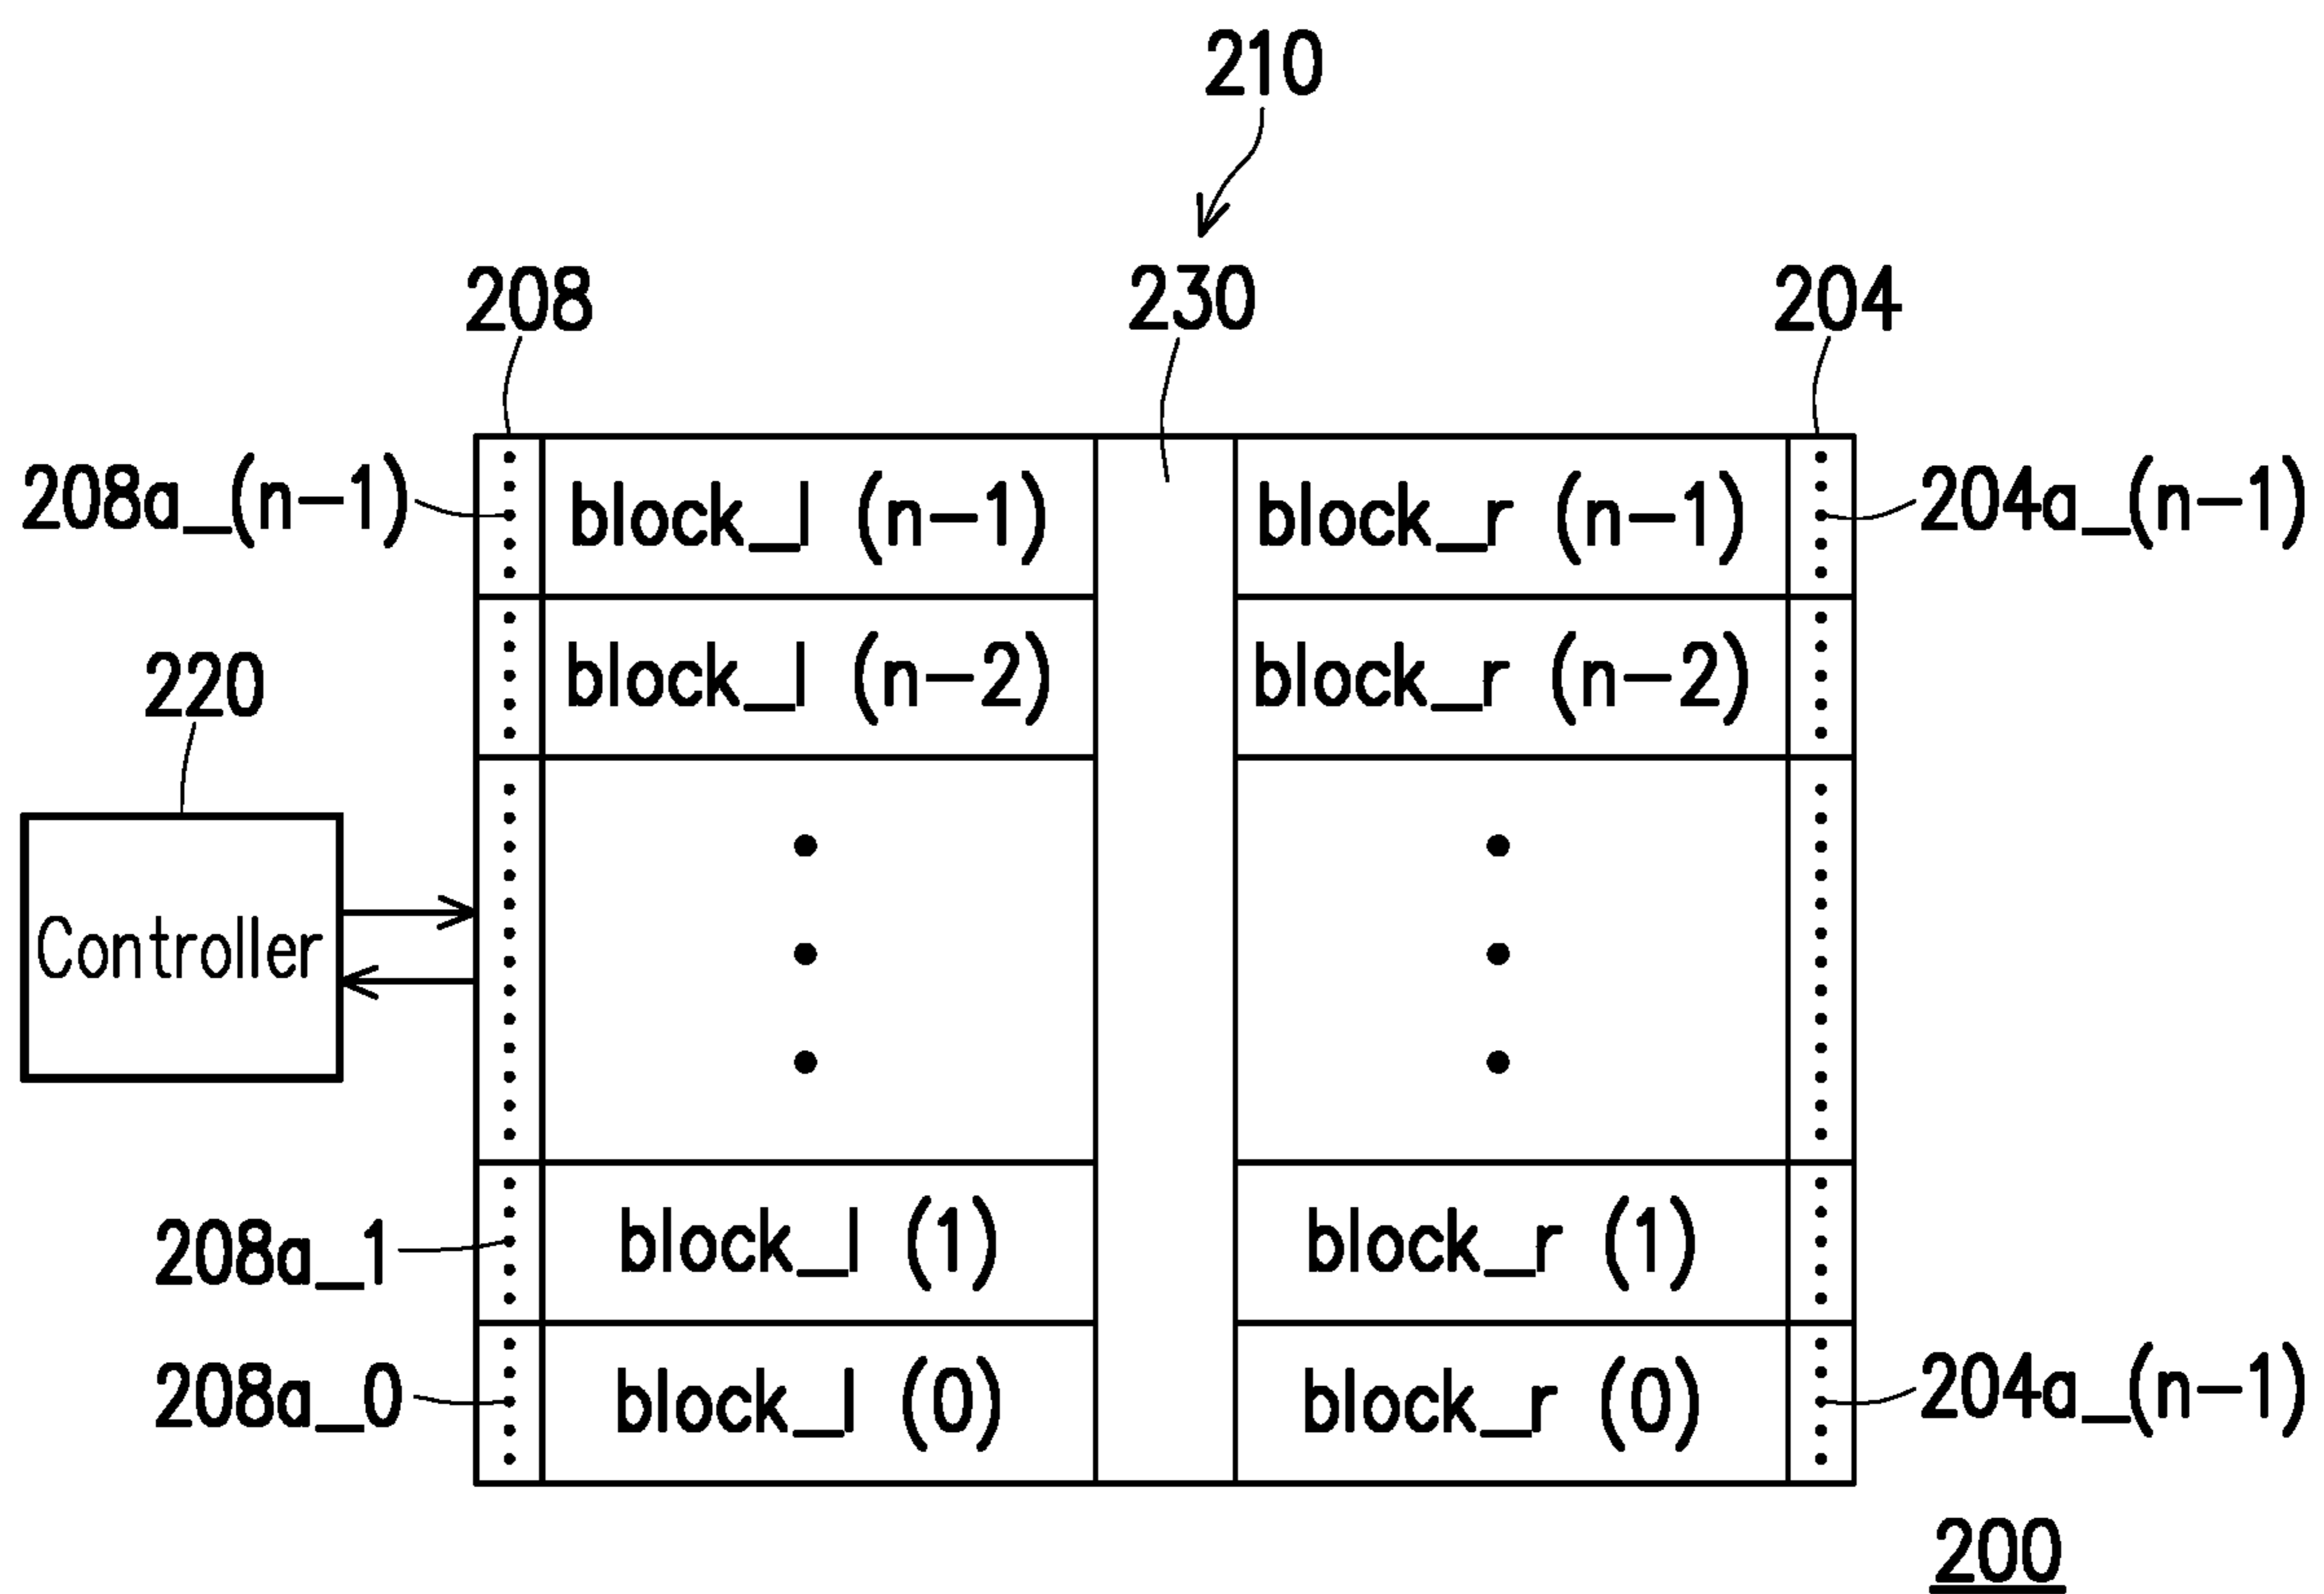 210
208 230 204
208a_(n-1) block_l (n-1) block_r (n-1) 204a_(n-1)
block_l (n-2) block_r (n-2)
220
Controller
208a_1 block_l (1) block_r (1)
208a_0 block_l (0) block_r (0) 204a_(n-1)
200